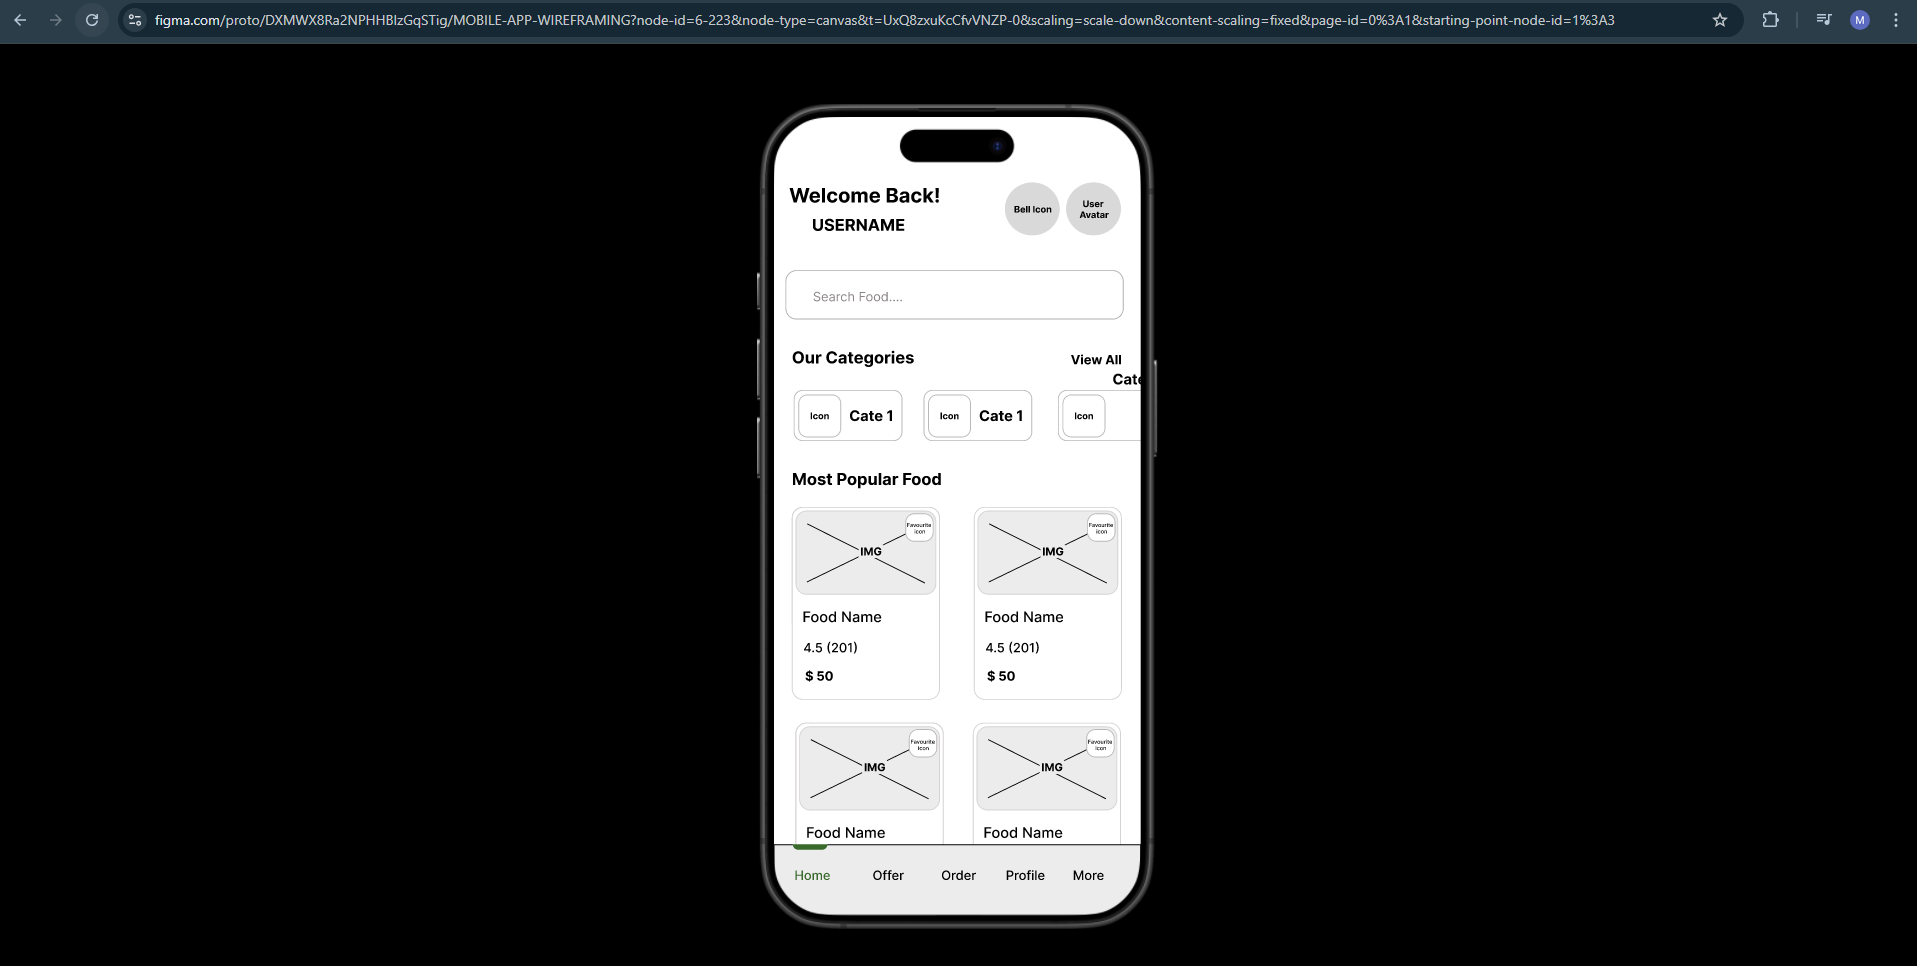 figma.com/proto/DXMWX8Ra2NPHHBIzGqSTig/MOBILE-APP-WIREFRAMING?node-id=6-223&node-type=canvas&t=UxQ8zxuKcCfvVNZP-0&scaling=scale-down&content-scaling=fixed&page-id=0%3A1&starting-point-node-id=1%3A3
M
Welcome Back!
USERNAME
Bell Icon
User
Avatar
Search Food....
Our Categories
View All
Cate
Icon
Cate 1
Icon
Cate 1
Icon
Most Popular Food
IMG
Favourite
icon
IMG
Favourite
icon
Food Name
Food Name
4.5 (201)
4.5 (201)
$ 50
$ 50
IMG
Favourite
icon
IMG
Favourite
icon
Food Name
Food Name
Home
Offer
Order
Profile
More